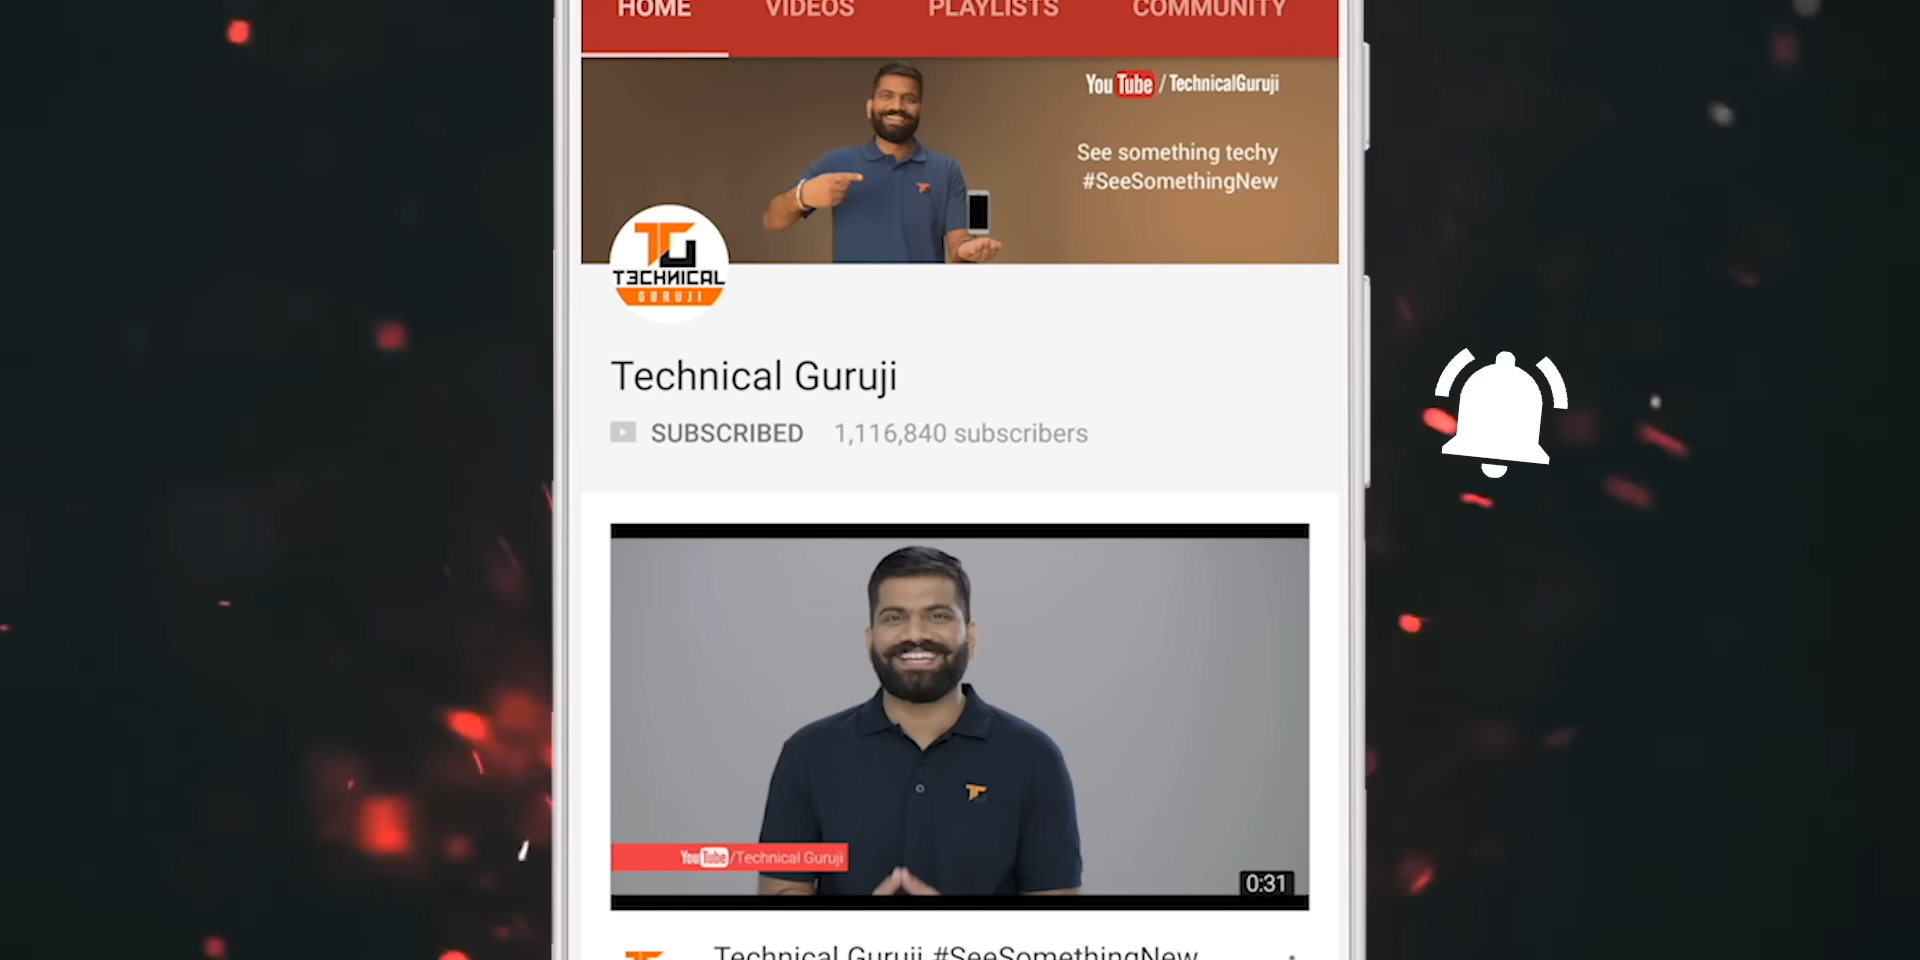 HOME VIDEOS PLAYLISTS COMMUNITY
YouTube / TechnicalGuruji
See something techy
#SeeSomethingNew
TECHNICAL
GURUJI
Technical Guruji
SUBSCRIBED 1,116,840 subscribers
YouTube/Technical Guruji
0:31
Technical Guruji #SeeSomethingNew